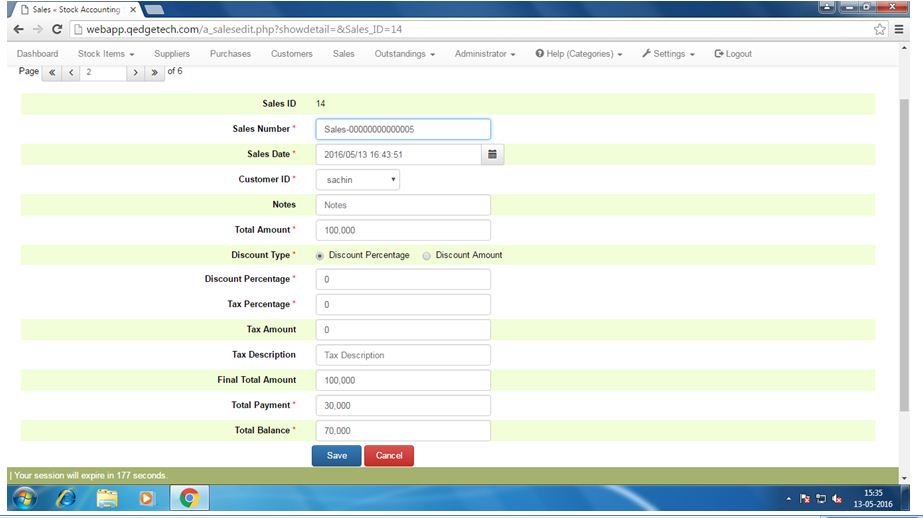 Sales « Stock Accounting
webapp.qedgetech.com/a_salesedit.php?showdetail=&Sales_ID=14
Dashboard Stock Items Suppliers Purchases Customers Sales Outstandings Administrator Help (Categories) Settings Logout
Page 2 of 6
Sales ID 14
Sales Number * Sales-00000000000005
Sales Date * 2016/05/13 16:43:51
Customer ID * sachin
Notes Notes
Total Amount * 100,000
Discount Type * Discount Percentage Discount Amount
Discount Percentage * 0
Tax Percentage * 0
Tax Amount 0
Tax Description Tax Description
Final Total Amount 100,000
Total Payment * 30,000
Total Balance * 70,000
Save Cancel
| Your session will expire in 177 seconds.
15:35
13-05-2016